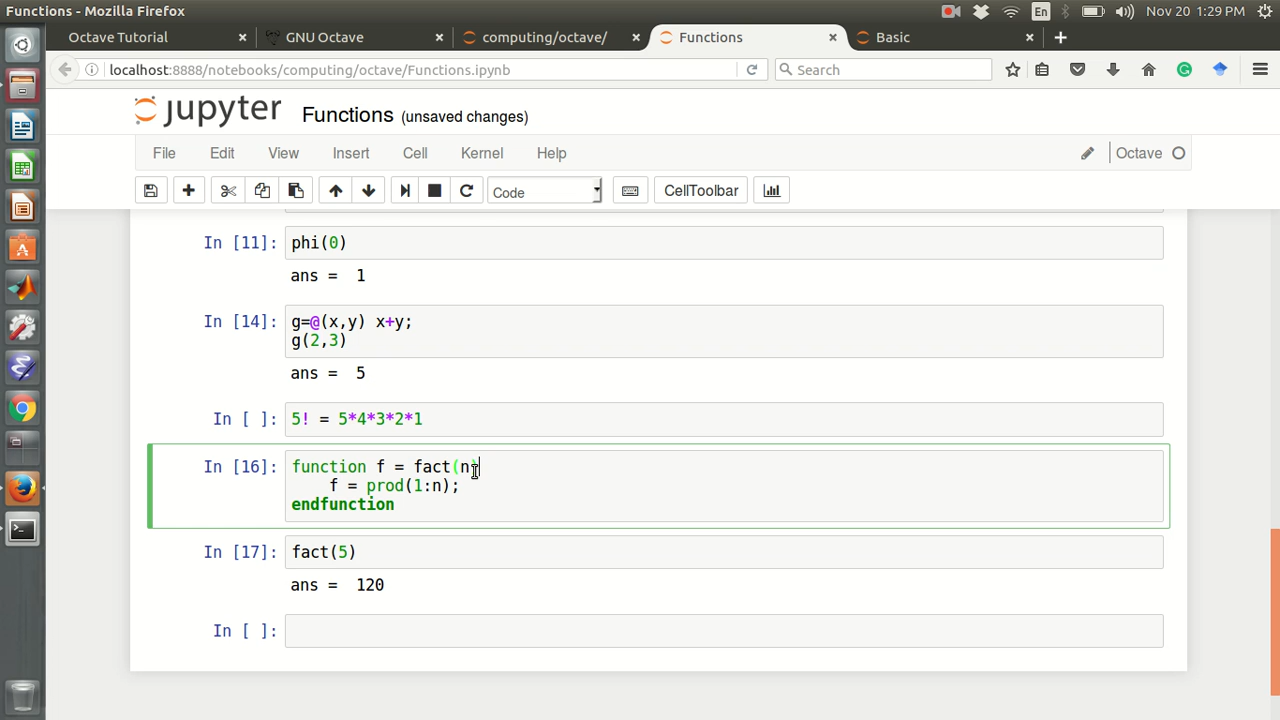 Functions - Mozilla Firefox
En
Nov 20 1:29 PM
Octave Tutorial
GNU Octave
computing/octave/
Functions
Basic
localhost:8888/notebooks/computing/octave/Functions.ipynb
Search
jupyter
Functions (unsaved changes)
File Edit View Insert Cell Kernel Help
Octave
Code
CellToolbar
In [11]: phi(0)
ans = 1
In [14]: g=@(x,y) x+y;
g(2,3)
ans = 5
In [ ]: 5! = 5*4*3*2*1
In [16]: function f = fact(n)
f = prod(1:n);
endfunction
In [17]: fact(5)
ans = 120
In [ ]: